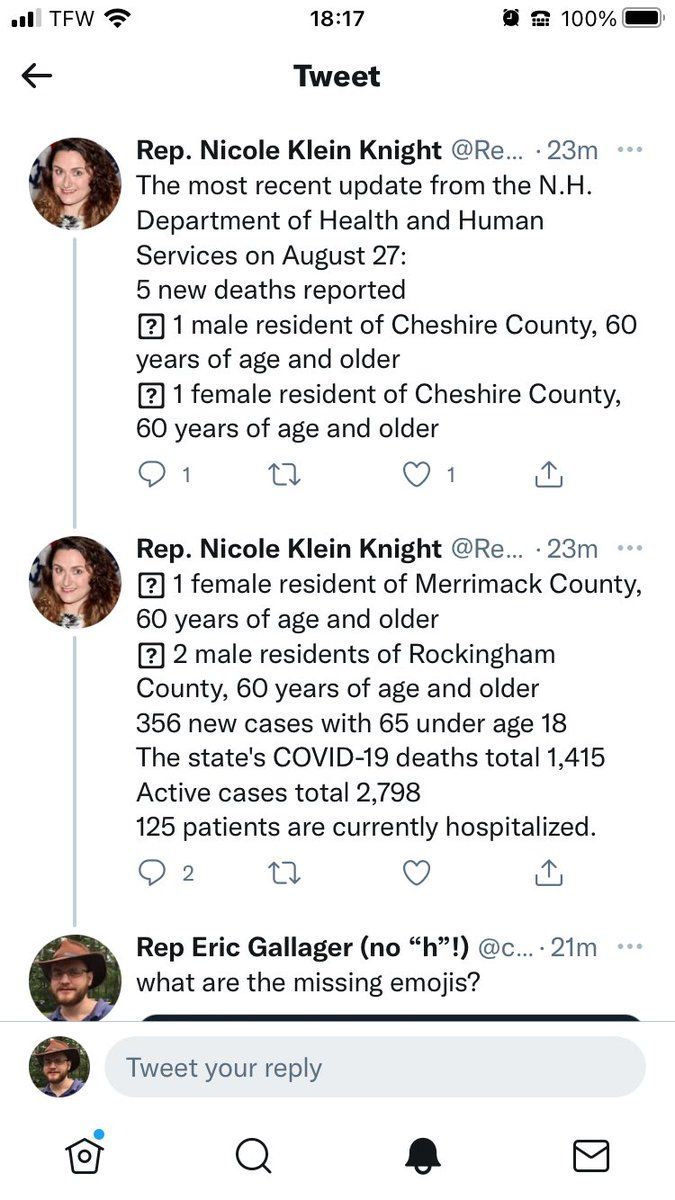 TFW 18:17 100%
Tweet
Rep. Nicole Klein Knight @Re... · 23m
The most recent update from the N.H.
Department of Health and Human
Services on August 27:
5 new deaths reported
⍰ 1 male resident of Cheshire County, 60
years of age and older
⍰ 1 female resident of Cheshire County,
60 years of age and older
1 1
Rep. Nicole Klein Knight @Re... · 23m
⍰ 1 female resident of Merrimack County,
60 years of age and older
⍰ 2 male residents of Rockingham
County, 60 years of age and older
356 new cases with 65 under age 18
The state's COVID-19 deaths total 1,415
Active cases total 2,798
125 patients are currently hospitalized.
2
Rep Eric Gallager (no “h”!) @c... · 21m
what are the missing emojis?
Tweet your reply